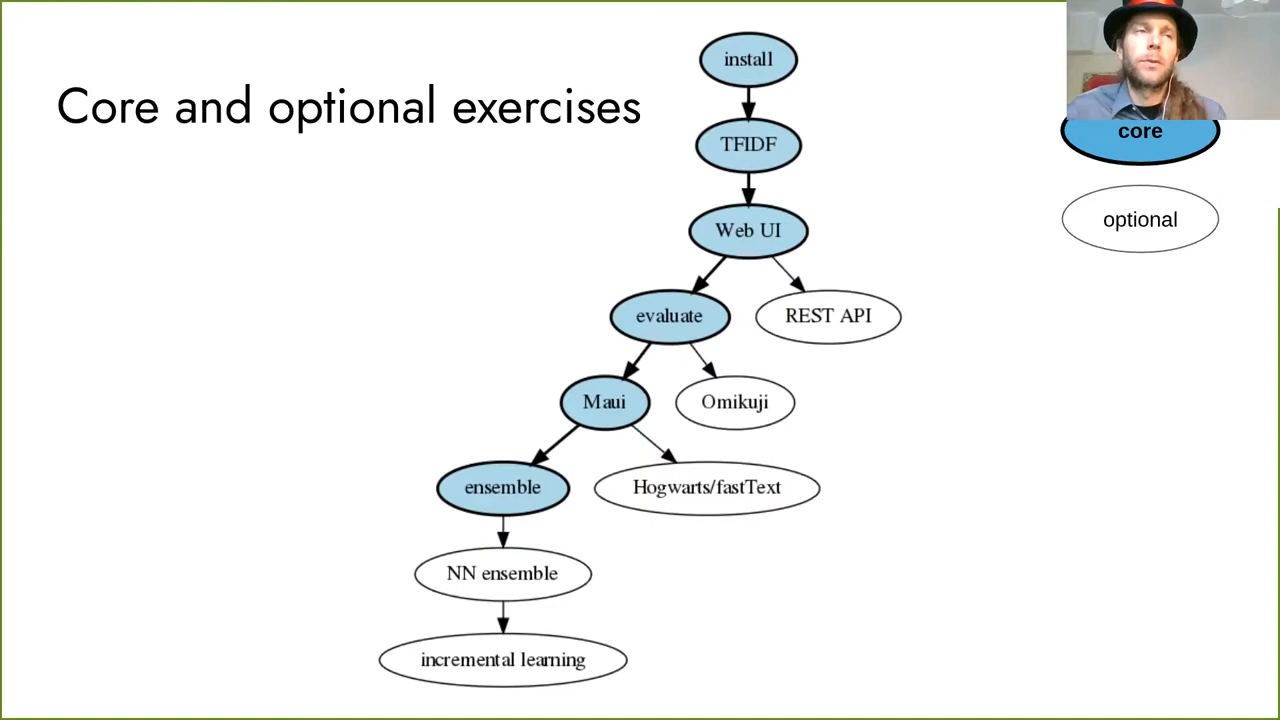 Core and optional exercises
install
TFIDF
Web UI
evaluate
REST API
Maui
Omikuji
ensemble
Hogwarts/fastText
NN ensemble
incremental learning
core
optional